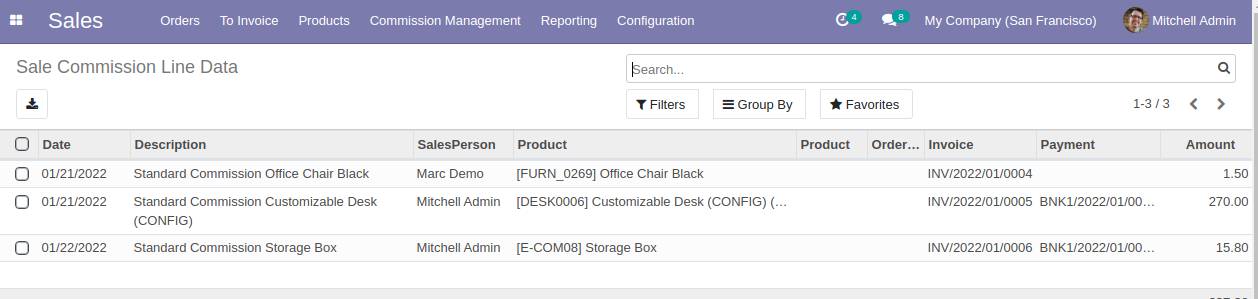 Sales Orders To Invoice Products Commission Management Reporting Configuration 4 8 My Company (San Francisco) Mitchell Admin
Sale Commission Line Data
Search...
Filters Group By Favorites 1-3 / 3
Date Description SalesPerson Product Product Order... Invoice Payment Amount
01/21/2022 Standard Commission Office Chair Black Marc Demo [FURN_0269] Office Chair Black INV/2022/01/0004 1.50
01/21/2022 Standard Commission Customizable Desk Mitchell Admin [DESK0006] Customizable Desk (CONFIG) (... INV/2022/01/0005 BNK1/2022/01/00... 270.00
(CONFIG)
01/22/2022 Standard Commission Storage Box Mitchell Admin [E-COM08] Storage Box INV/2022/01/0006 BNK1/2022/01/00... 15.80